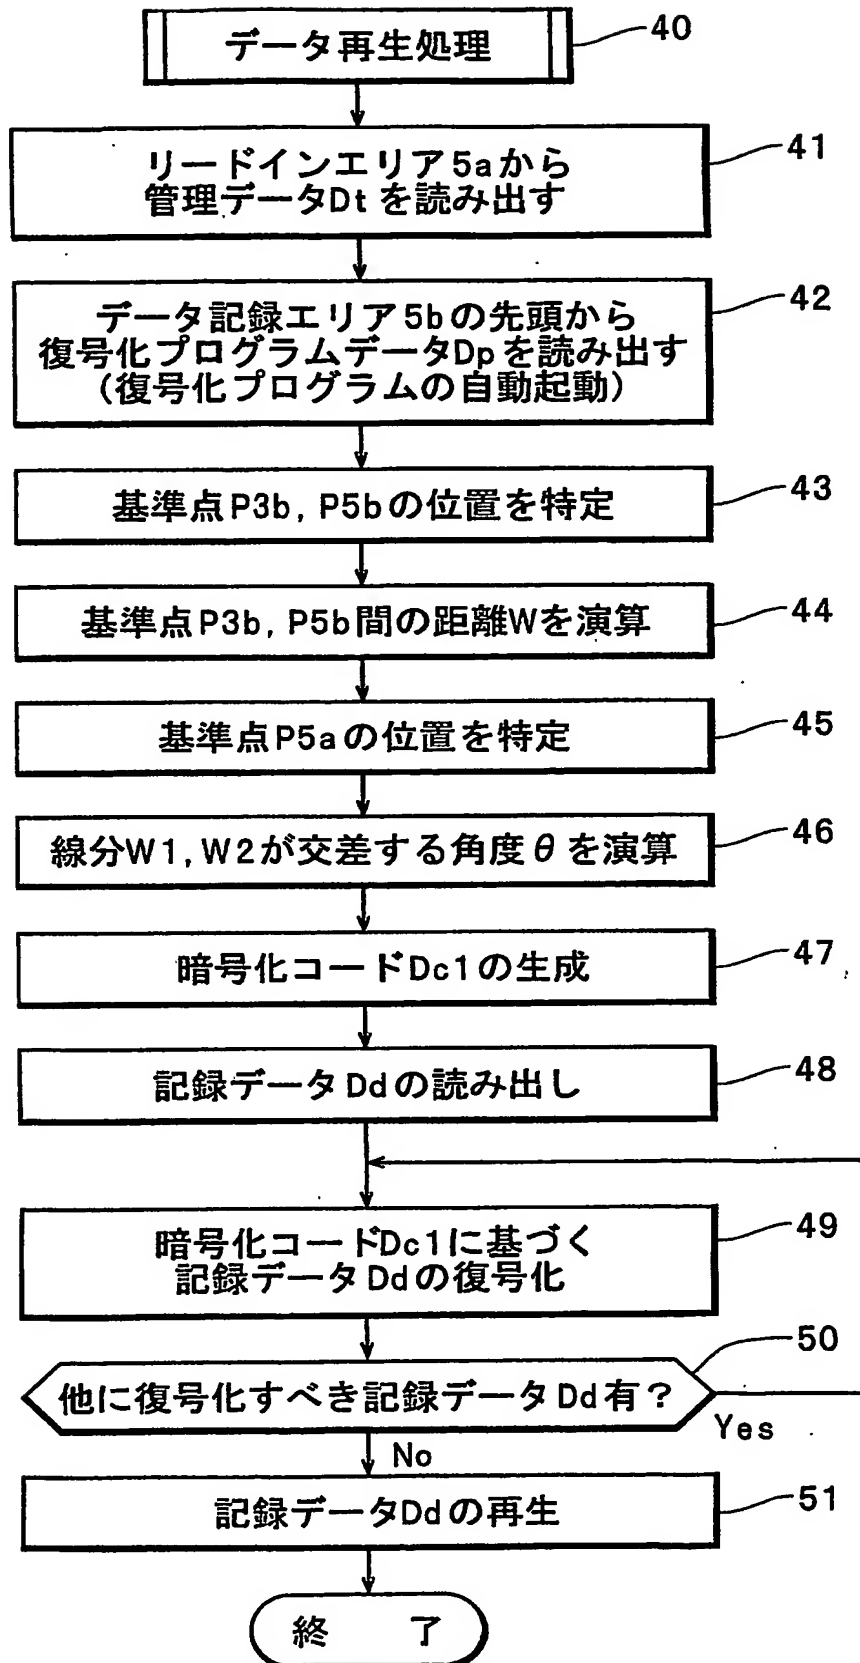 データ再生処理
40
リードインエリア5aから
管理データDtを読み出す
41
データ記録エリア5bの先頭から
復号化プログラムデータDpを読み出す
(復号化プログラムの自動起動)
42
基準点P3b, P5bの位置を特定
43
基準点P3b, P5b間の距離Wを演算
44
基準点P5aの位置を特定
45
線分W1, W2が交差する角度θを演算
46
暗号化コードDc1の生成
47
記録データDdの読み出し
48
暗号化コードDc1に基づく
記録データDdの復号化
49
他に復号化すべき記録データDd有?
50
Yes
No
記録データDdの再生
51
終 了